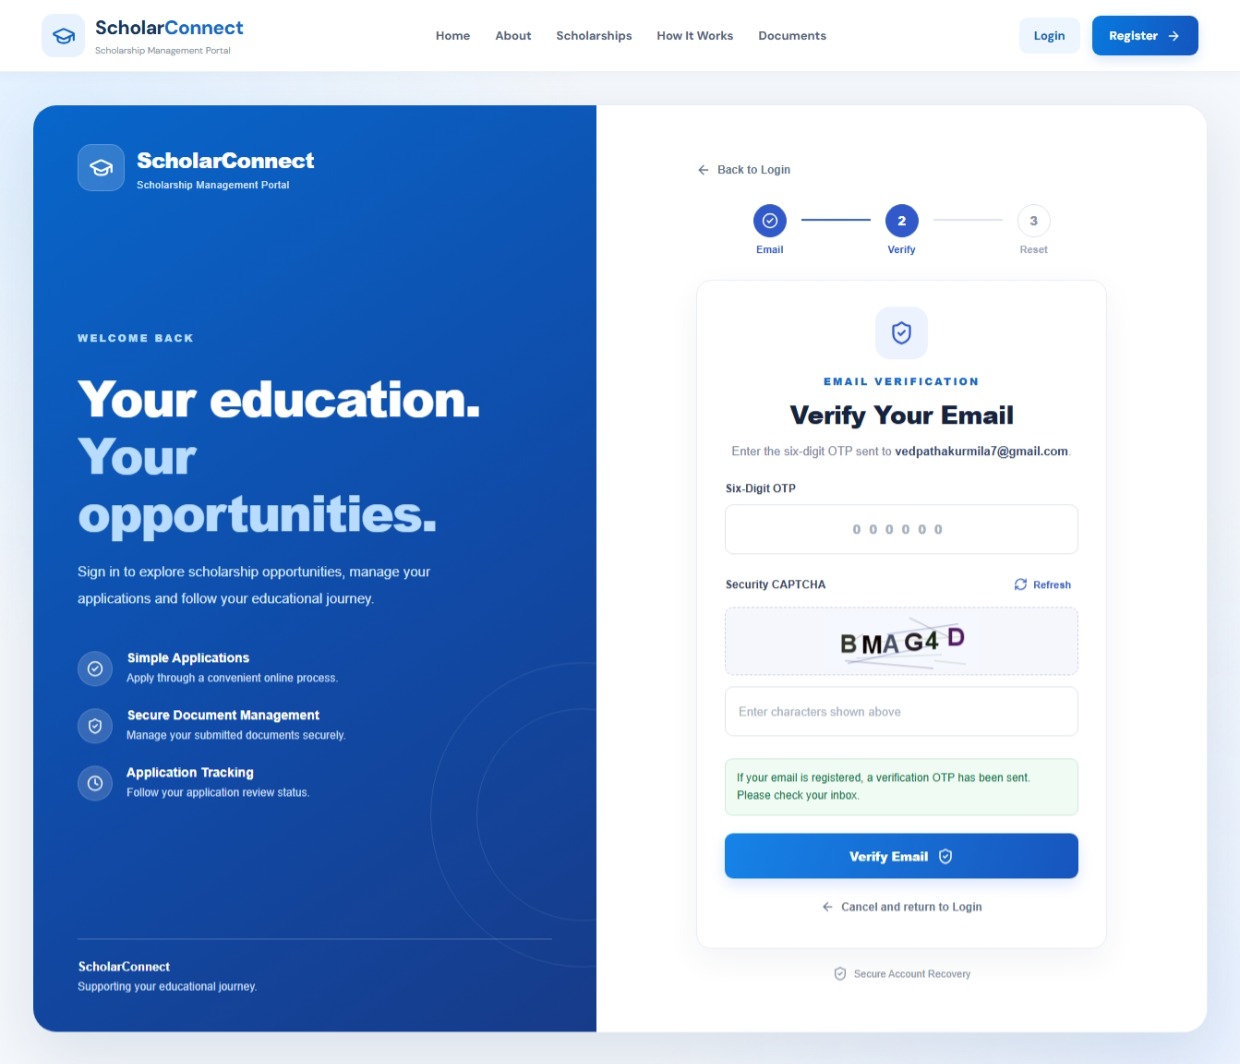 ScholarConnect
Scholarship Management Portal
Home
About
Scholarships
How It Works
Documents
Login
Register
ScholarConnect
Scholarship Management Portal
WELCOME BACK
Your education.
Your
opportunities.
Sign in to explore scholarship opportunities, manage your
applications and follow your educational journey.
Simple Applications
Apply through a convenient online process.
Secure Document Management
Manage your submitted documents securely.
Application Tracking
Follow your application review status.
ScholarConnect
Supporting your educational journey.
Back to Login
2
3
Email
Verify
Reset
EMAIL VERIFICATION
Verify Your Email
Enter the six-digit OTP sent to vedpathakurmila7@gmail.com.
Six-Digit OTP
0 0 0 0 0 0
Security CAPTCHA
Refresh
BMAG4D
Enter characters shown above
If your email is registered, a verification OTP has been sent.
Please check your inbox.
Verify Email
Cancel and return to Login
Secure Account Recovery